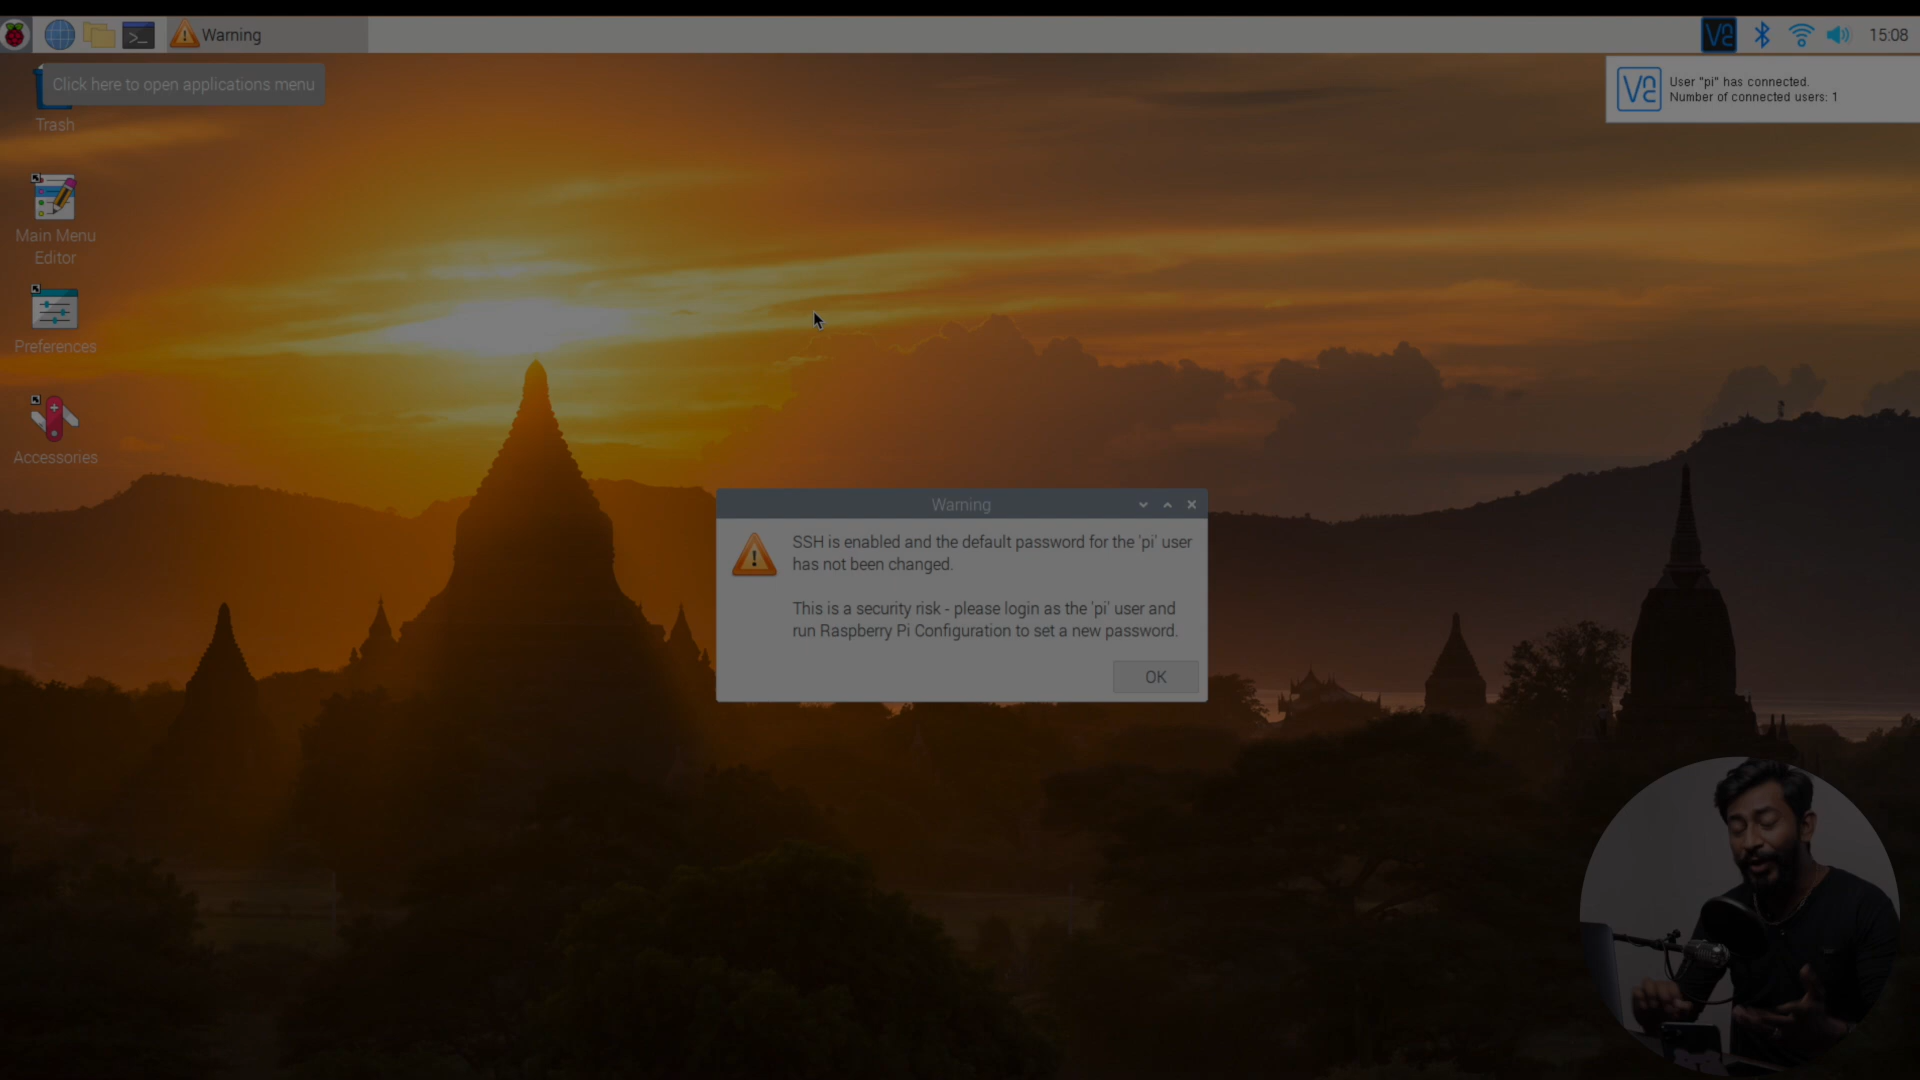 Warning
15:08
Click here to open applications menu
User "pi" has connected.
Number of connected users: 1
Trash
Main Menu
Editor
Preferences
Accessories
Warning
SSH is enabled and the default password for the 'pi' user
has not been changed.
This is a security risk - please login as the 'pi' user and
run Raspberry Pi Configuration to set a new password.
OK